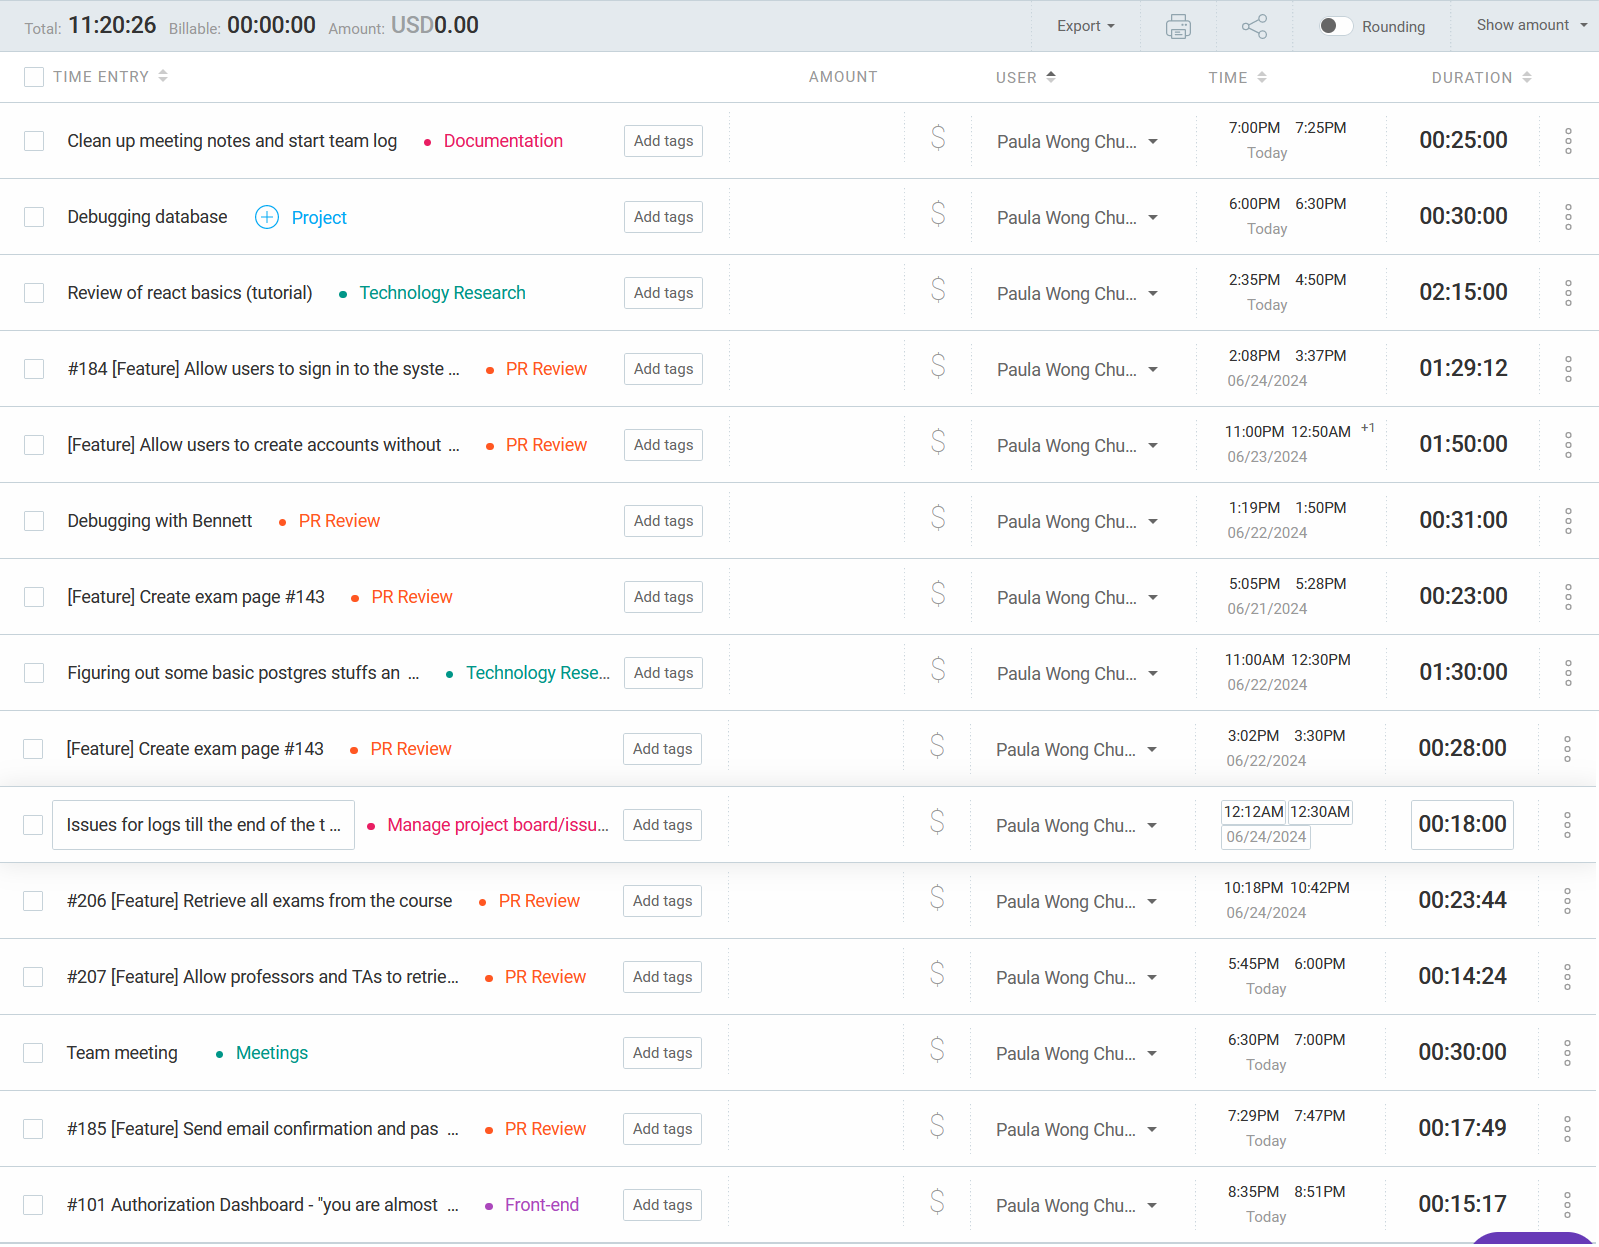 Total: 11:20:26 Billable: 00:00:00 Amount: USD0.00 Export Rounding Show amount
TIME ENTRY AMOUNT USER TIME DURATION
Clean up meeting notes and start team log • Documentation Add tags $ Paula Wong Chu... 7:00PM 7:25PM 00:25:00
Today
Debugging database Project Add tags $ Paula Wong Chu... 6:00PM 6:30PM 00:30:00
Today
Review of react basics (tutorial) • Technology Research Add tags $ Paula Wong Chu... 2:35PM 4:50PM 02:15:00
Today
#184 [Feature] Allow users to sign in to the syste ... • PR Review Add tags $ Paula Wong Chu... 2:08PM 3:37PM 01:29:12
06/24/2024
[Feature] Allow users to create accounts without ... • PR Review Add tags $ Paula Wong Chu... 11:00PM 12:50AM +1 01:50:00
06/23/2024
Debugging with Bennett • PR Review Add tags $ Paula Wong Chu... 1:19PM 1:50PM 00:31:00
06/22/2024
[Feature] Create exam page #143 • PR Review Add tags $ Paula Wong Chu... 5:05PM 5:28PM 00:23:00
06/21/2024
Figuring out some basic postgres stuffs an ... • Technology Rese... Add tags $ Paula Wong Chu... 11:00AM 12:30PM 01:30:00
06/22/2024
[Feature] Create exam page #143 • PR Review Add tags $ Paula Wong Chu... 3:02PM 3:30PM 00:28:00
06/22/2024
Issues for logs till the end of the t ... • Manage project board/issu... Add tags $ Paula Wong Chu... 12:12AM 12:30AM 00:18:00
06/24/2024
#206 [Feature] Retrieve all exams from the course • PR Review Add tags $ Paula Wong Chu... 10:18PM 10:42PM 00:23:44
06/24/2024
#207 [Feature] Allow professors and TAs to retrie... • PR Review Add tags $ Paula Wong Chu... 5:45PM 6:00PM 00:14:24
Today
Team meeting • Meetings Add tags $ Paula Wong Chu... 6:30PM 7:00PM 00:30:00
Today
#185 [Feature] Send email confirmation and pas ... • PR Review Add tags $ Paula Wong Chu... 7:29PM 7:47PM 00:17:49
Today
#101 Authorization Dashboard - "you are almost ... • Front-end Add tags $ Paula Wong Chu... 8:35PM 8:51PM 00:15:17
Today